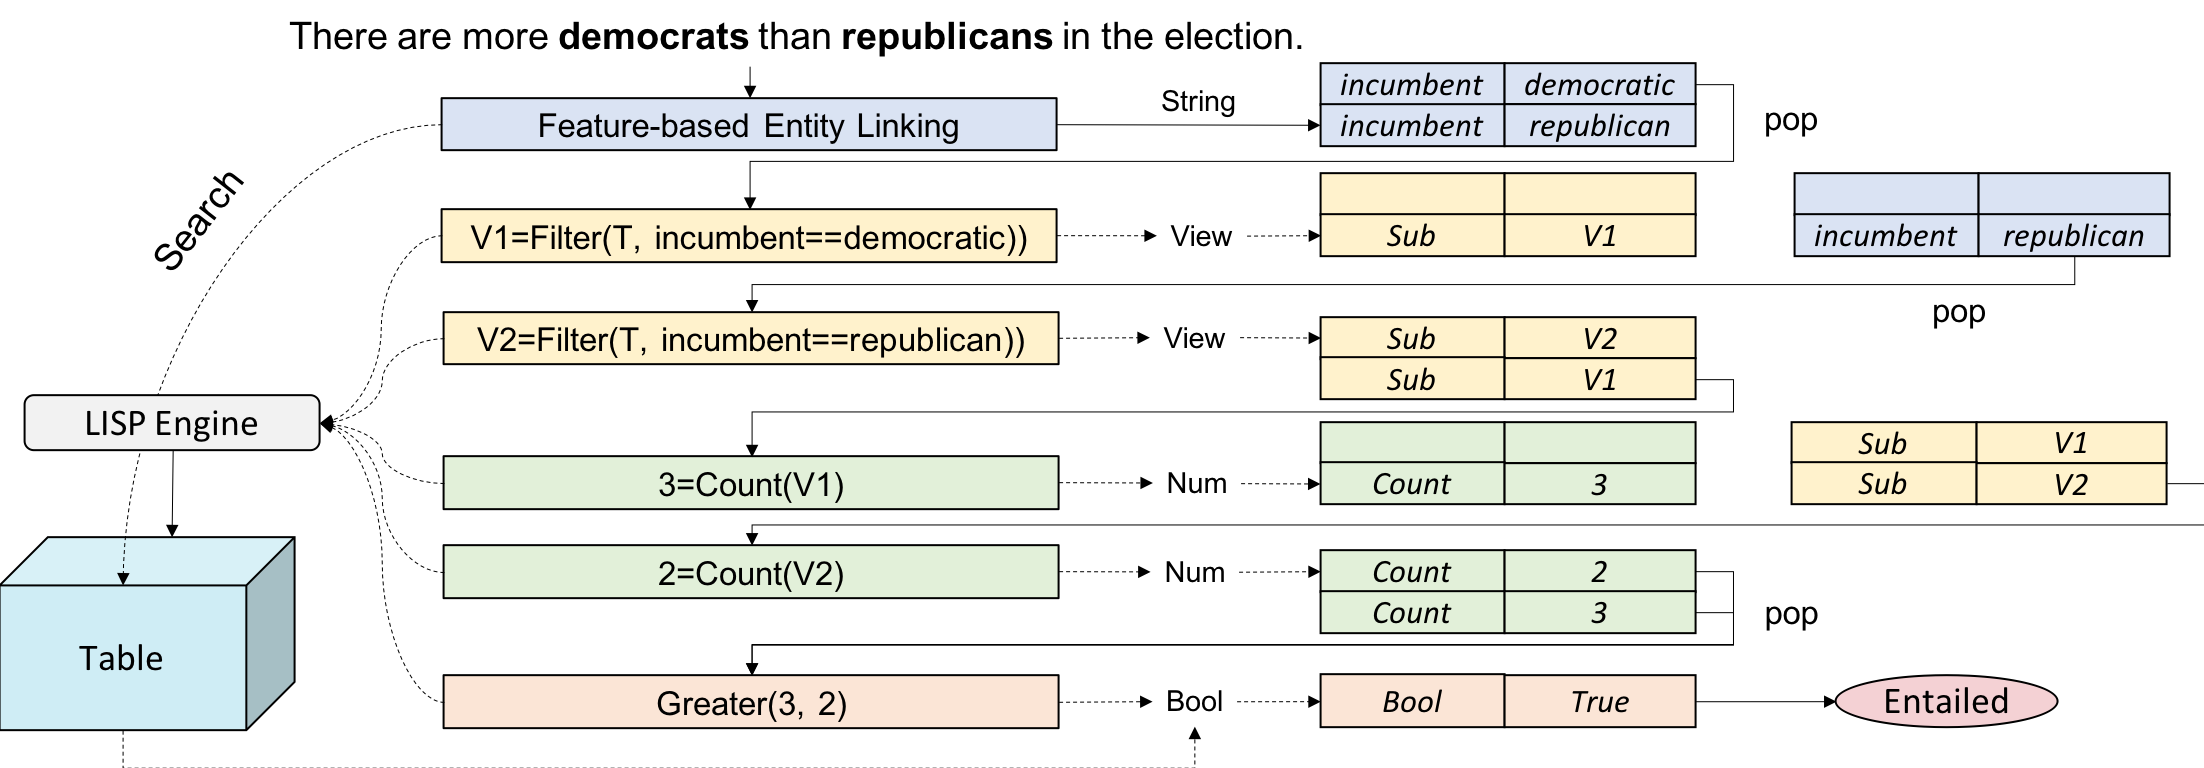 There are more democrats than republicans in the election.
incumbent democratic
String
Feature-based Entity Linking
incumbent republican
pop
Search
V1=Filter(T, incumbent==democratic))
View
Sub V1
incumbent republican
pop
V2=Filter(T, incumbent==republican))
View
Sub V2
Sub V1
LISP Engine
3=Count(V1)
Num
Count 3
Sub V1
Sub V2
2=Count(V2)
Num
Count 2
Count 3
pop
Table
Greater(3, 2)
Bool
Bool True
Entailed